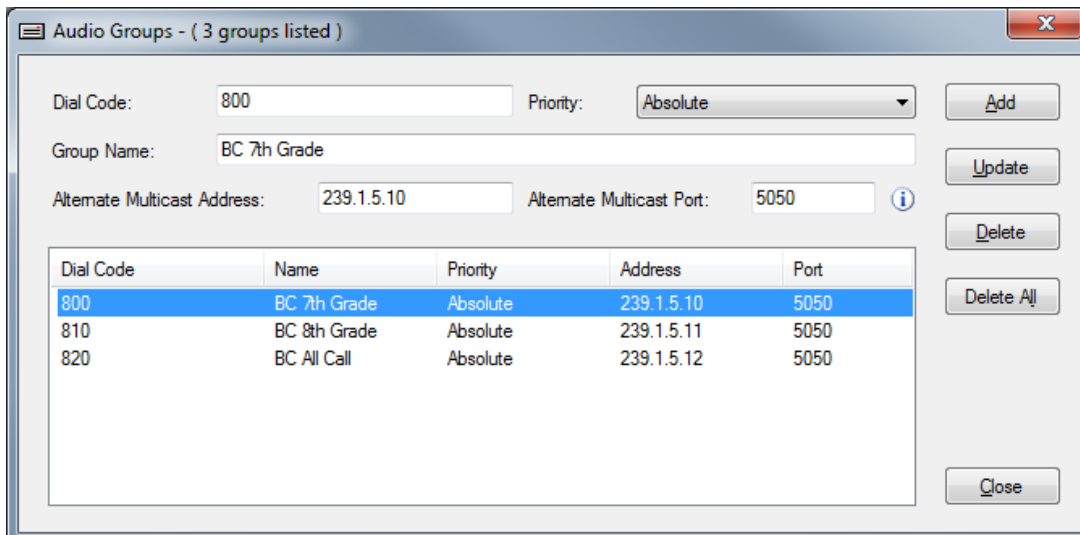 Audio Groups - ( 3 groups listed )
Dial Code: 800 Priority: Absolute Add
Group Name: BC 7th Grade
Update
Alternate Multicast Address: 239.1.5.10 Alternate Multicast Port: 5050
Delete
Dial Code Name Priority Address Port
Delete All
800 BC 7th Grade Absolute 239.1.5.10 5050
810 BC 8th Grade Absolute 239.1.5.11 5050
820 BC All Call Absolute 239.1.5.12 5050
Close